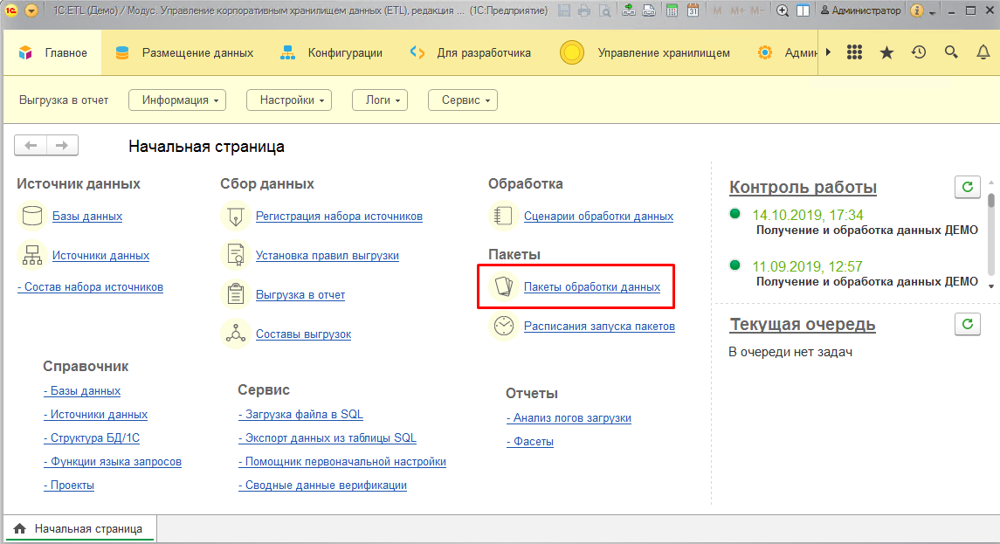 1С:ETL (Демо) / Модус. Управление корпоративным хранилищем данных (ETL), редакция ... (1С:Предприятие)
M M+ M-
Администратор
Главное
Размещение данных
Конфигурации
Для разработчика
Управление хранилищем
Админ
Выгрузка в отчет
Информация
Настройки
Логи
Сервис
Начальная страница
Источник данных
Базы данных
Источники данных
- Состав набора источников
Сбор данных
Регистрация набора источников
Установка правил выгрузки
Выгрузка в отчет
Составы выгрузок
Обработка
Сценарии обработки данных
Пакеты
Пакеты обработки данных
Расписания запуска пакетов
Контроль работы
14.10.2019, 17:34
Получение и обработка данных ДЕМО
11.09.2019, 12:57
Получение и обработка данных ДЕМО
Текущая очередь
В очереди нет задач
Справочник
- Базы данных
- Источники данных
- Структура БД/1С
- Функции языка запросов
- Проекты
Сервис
- Загрузка файла в SQL
- Экспорт данных из таблицы SQL
- Помощник первоначальной настройки
- Сводные данные верификации
Отчеты
- Анализ логов загрузки
- Фасеты
Начальная страница